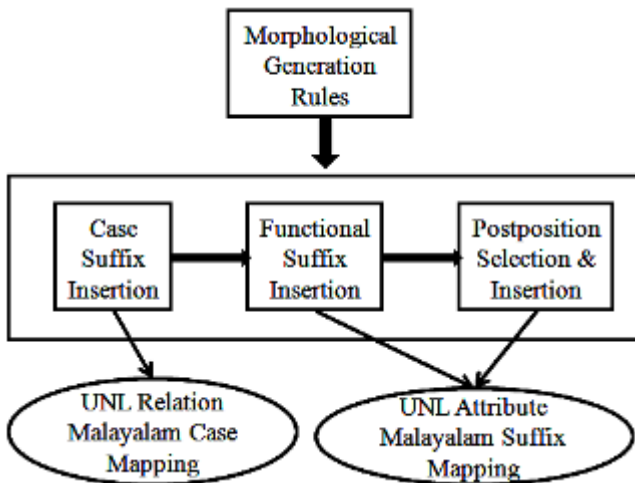 Morphological
Generation
Rules
Case
Suffix
Insertion
Functional
Suffix
Insertion
Postposition
Selection &
Insertion
UNL Relation
Malayalam Case
Mapping
UNL Attribute
Malayalam Suffix
Mapping